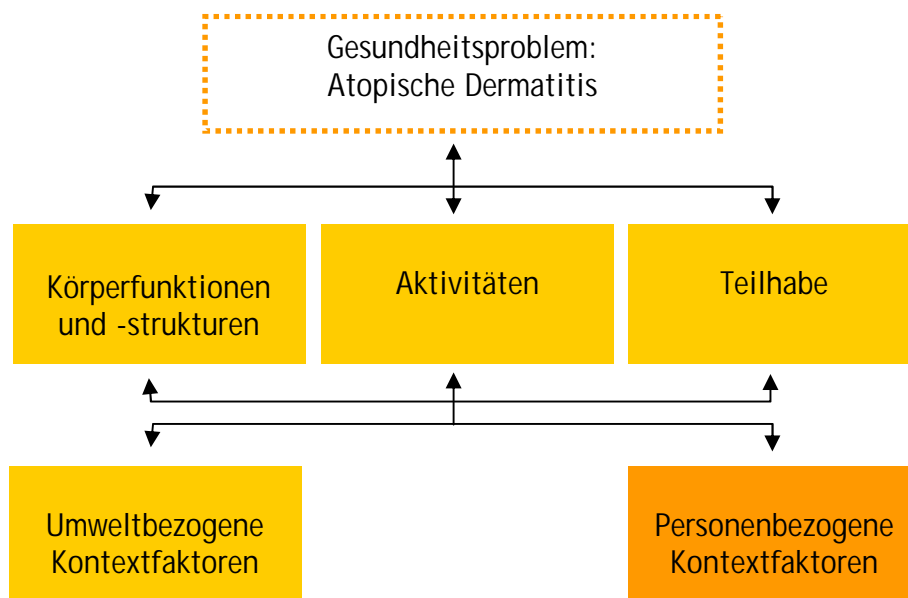 Gesundheitsproblem:
Atopische Dermatitis
Körperfunktionen
und -strukturen
Aktivitäten
Teilhabe
Umweltbezogene
Kontextfaktoren
Personenbezogene
Kontextfaktoren